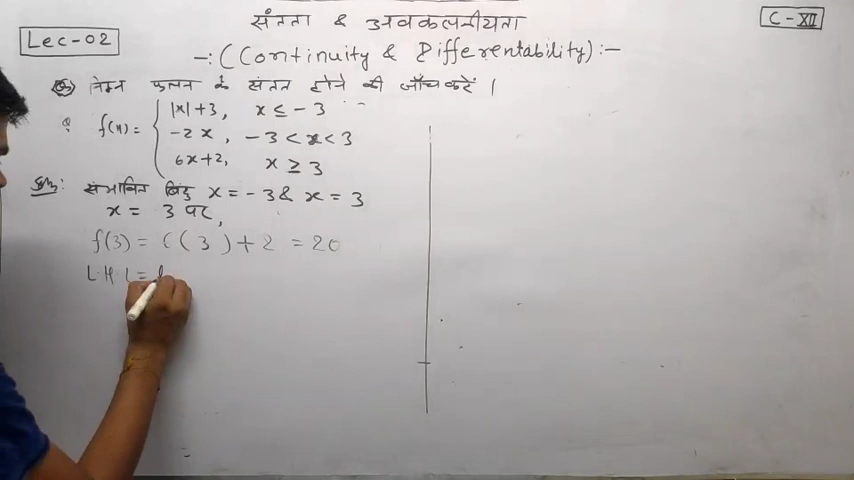 संतता & अवकलनीयता
C-XII
Lec-02
-:(Continuity & Differentability):-
Q. निम्न फलन के संतत होने की जाँच करें ।
Q. f(x) = { |x|+3, x ≤ -3
-2x, -3 < x < 3
6x+2, x ≥ 3
Soln: संभावित बिंदु x = -3 & x = 3
x = 3 पर,
f(3) = 6(3)+2 = 20
L.H.L =